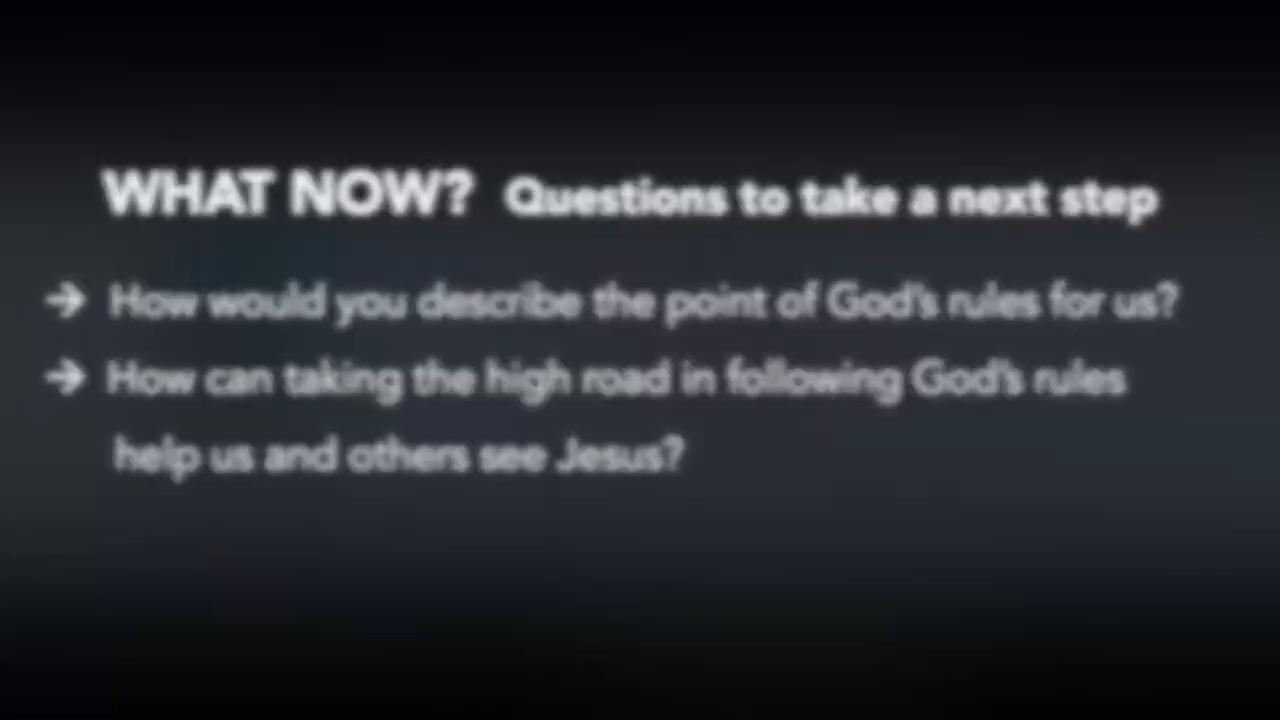 WHAT NOW? Questions to take a next step
→ How would you describe the point of God's rules for us?
→ How can taking the high road in following God's rules
help us and others see Jesus?